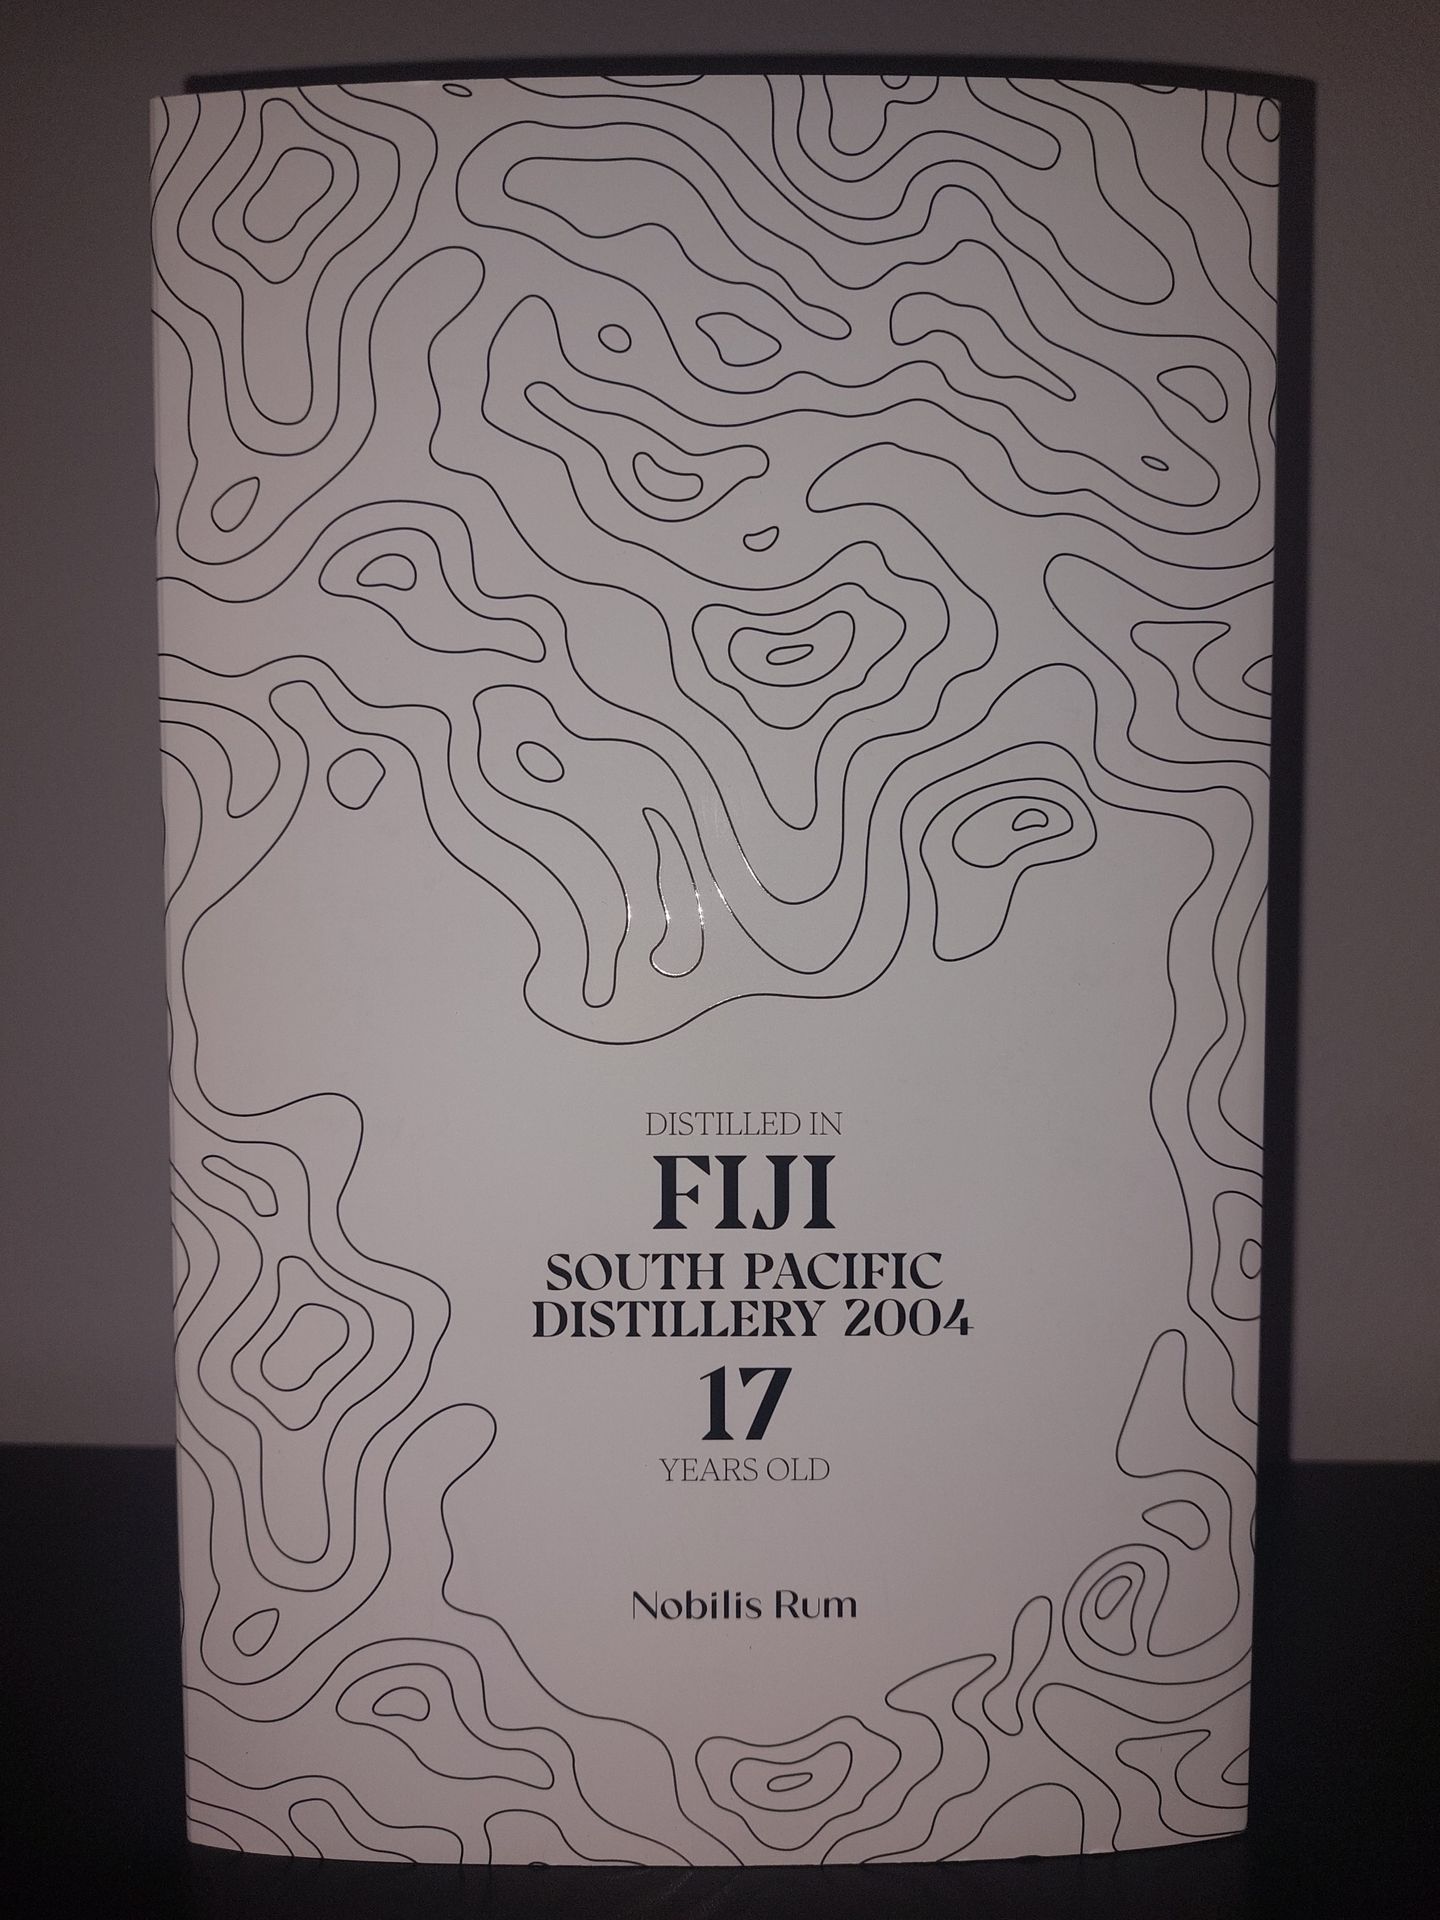 DISTILLED IN
FIJI
SOUTH PACIFIC
DISTILLERY 2004
17
YEARS OLD
Nobilis Rum